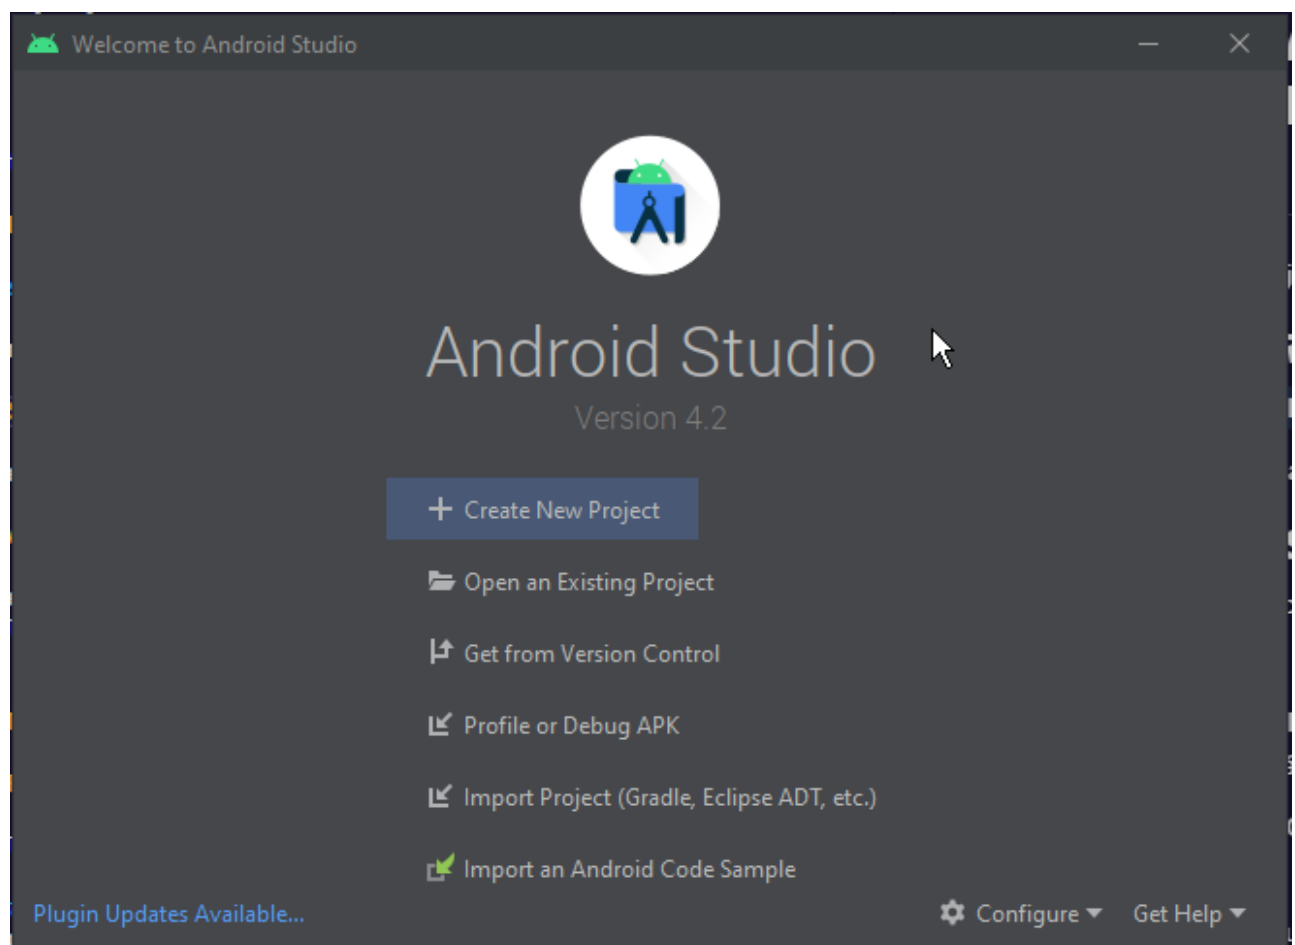 Welcome to Android Studio
Android Studio
Version 4.2
Create New Project
Open an Existing Project
Get from Version Control
Profile or Debug APK
Import Project (Gradle, Eclipse ADT, etc.)
Import an Android Code Sample
Plugin Updates Available... Configure Get Help